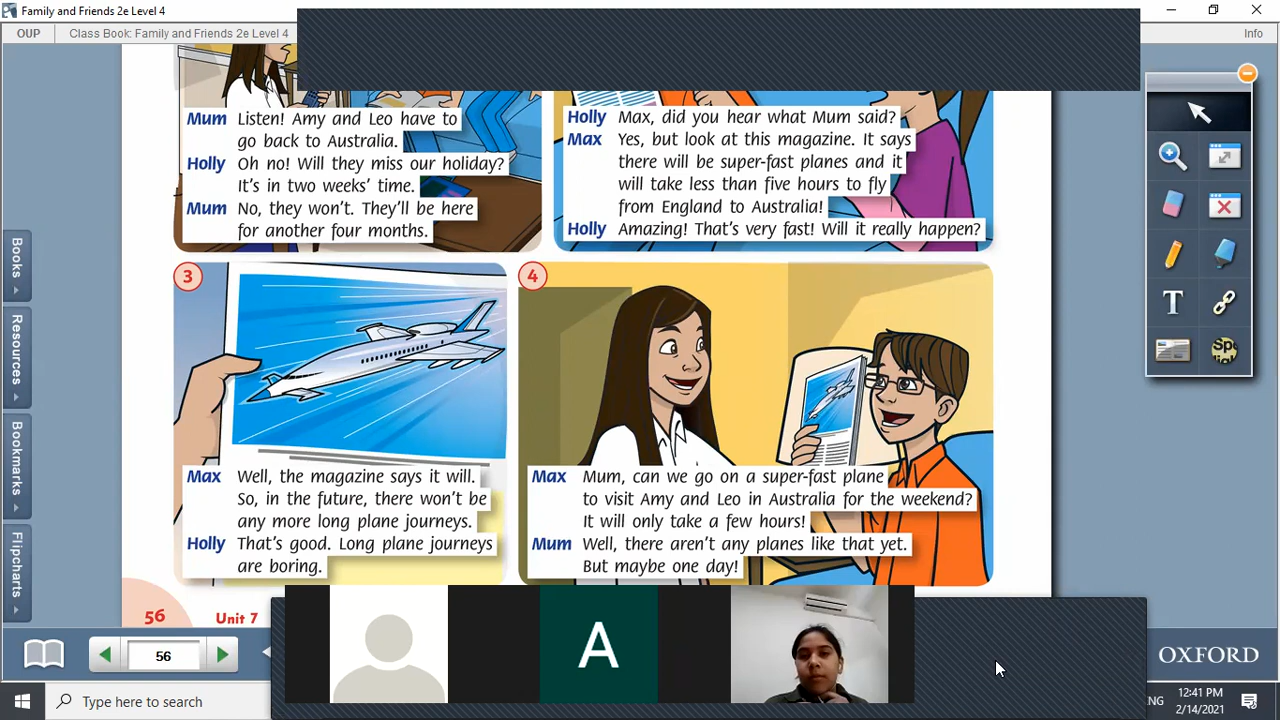 Family and Friends 2e Level 4
OUP
Class Book: Family and Friends 2e Level 4
Info
Mum Listen! Amy and Leo have to
go back to Australia.
Holly Oh no! Will they miss our holiday?
It's in two weeks' time.
Mum No, they won't. They'll be here
for another four months.
Holly Max, did you hear what Mum said?
Max Yes, but look at this magazine. It says
there will be super-fast planes and it
will take less than five hours to fly
from England to Australia!
Holly Amazing! That's very fast! Will it really happen?
3
Max Well, the magazine says it will.
So, in the future, there won't be
any more long plane journeys.
Holly That's good. Long plane journeys
are boring.
4
Max Mum, can we go on a super-fast plane
to visit Amy and Leo in Australia for the weekend?
It will only take a few hours!
Mum Well, there aren't any planes like that yet.
But maybe one day!
Books
Resources
Bookmarks
Flipcharts
T
Spe
56
Unit 7
A
56
OXFORD
Type here to search
ENG
12:41 PM
2/14/2021